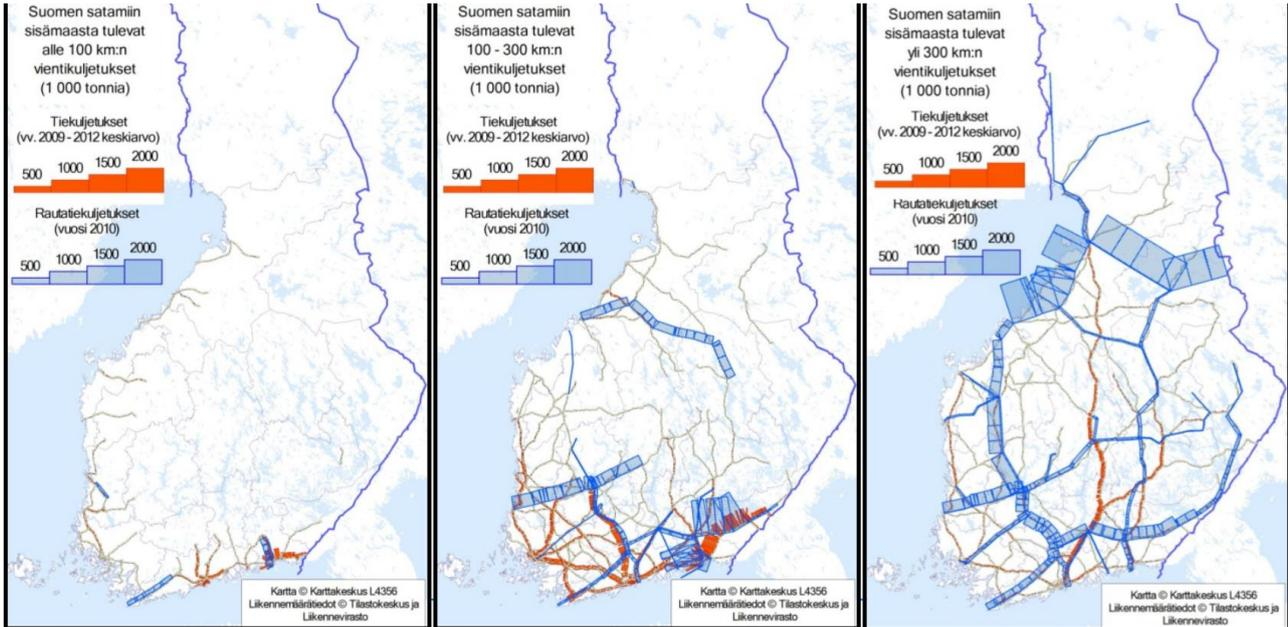 Suomen satamiin
sisämaasta tulevat
alle 100 km:n
vientikuljetukset
(1 000 tonnia)
Tiekuljetukset
(vv. 2009 - 2012 keskiarvo)
500 1000 1500 2000
Rautatiekuljetukset
(vuosi 2010)
500 1000 1500 2000
Kartta © Karttakeskus L4356
Liikennemäärätiedot © Tilastokeskus ja
Liikennevirasto
Suomen satamiin
sisämaasta tulevat
100 - 300 km:n
vientikuljetukset
(1 000 tonnia)
Tiekuljetukset
(vv. 2009 - 2012 keskiarvo)
500 1000 1500 2000
Rautatiekuljetukset
(vuosi 2010)
500 1000 1500 2000
Kartta © Karttakeskus L4356
Liikennemäärätiedot © Tilastokeskus ja
Liikennevirasto
Suomen satamiin
sisämaasta tulevat
yli 300 km:n
vientikuljetukset
(1 000 tonnia)
Tiekuljetukset
(vv. 2009 - 2012 keskiarvo)
500 1000 1500 2000
Rautatiekuljetukset
(vuosi 2010)
500 1000 1500 2000
Kartta © Karttakeskus L4356
Liikennemäärätiedot © Tilastokeskus ja
Liikennevirasto